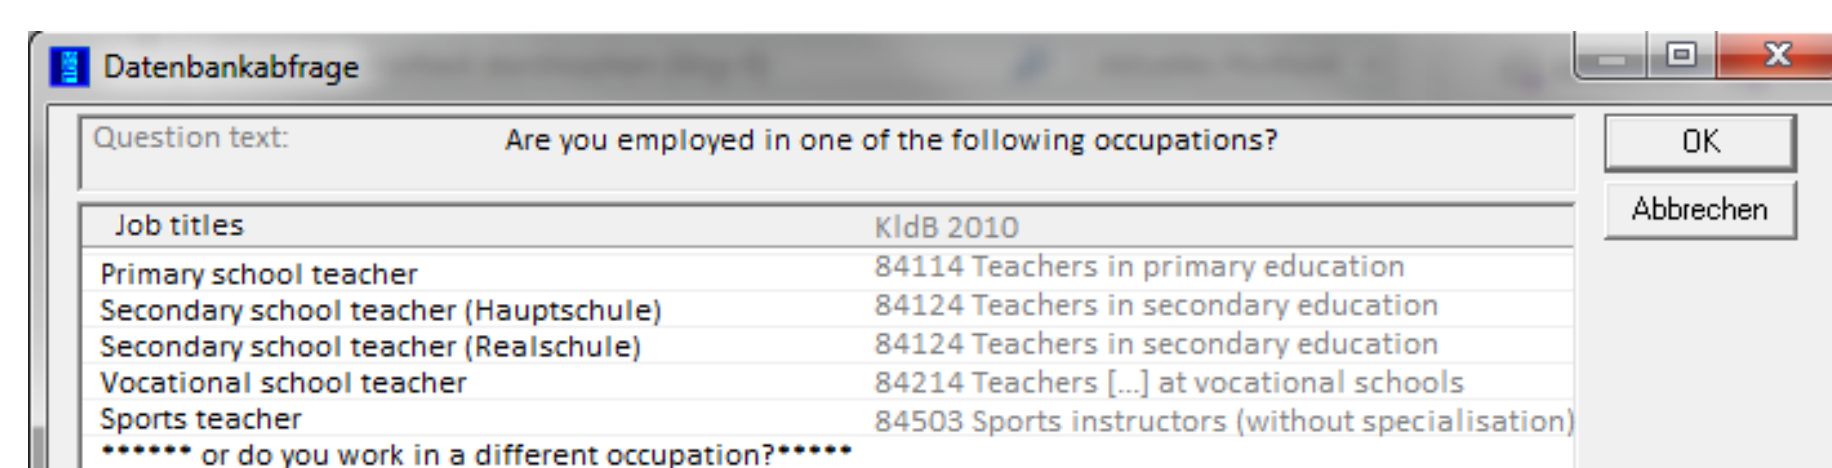 Datenbankabfrage
Question text: Are you employed in one of the following occupations?
OK
Abbrechen
Job titles KldB 2010
Primary school teacher 84114 Teachers in primary education
Secondary school teacher (Hauptschule) 84124 Teachers in secondary education
Secondary school teacher (Realschule) 84124 Teachers in secondary education
Vocational school teacher 84214 Teachers [...] at vocational schools
Sports teacher 84503 Sports instructors (without specialisation)
****** or do you work in a different occupation?*****